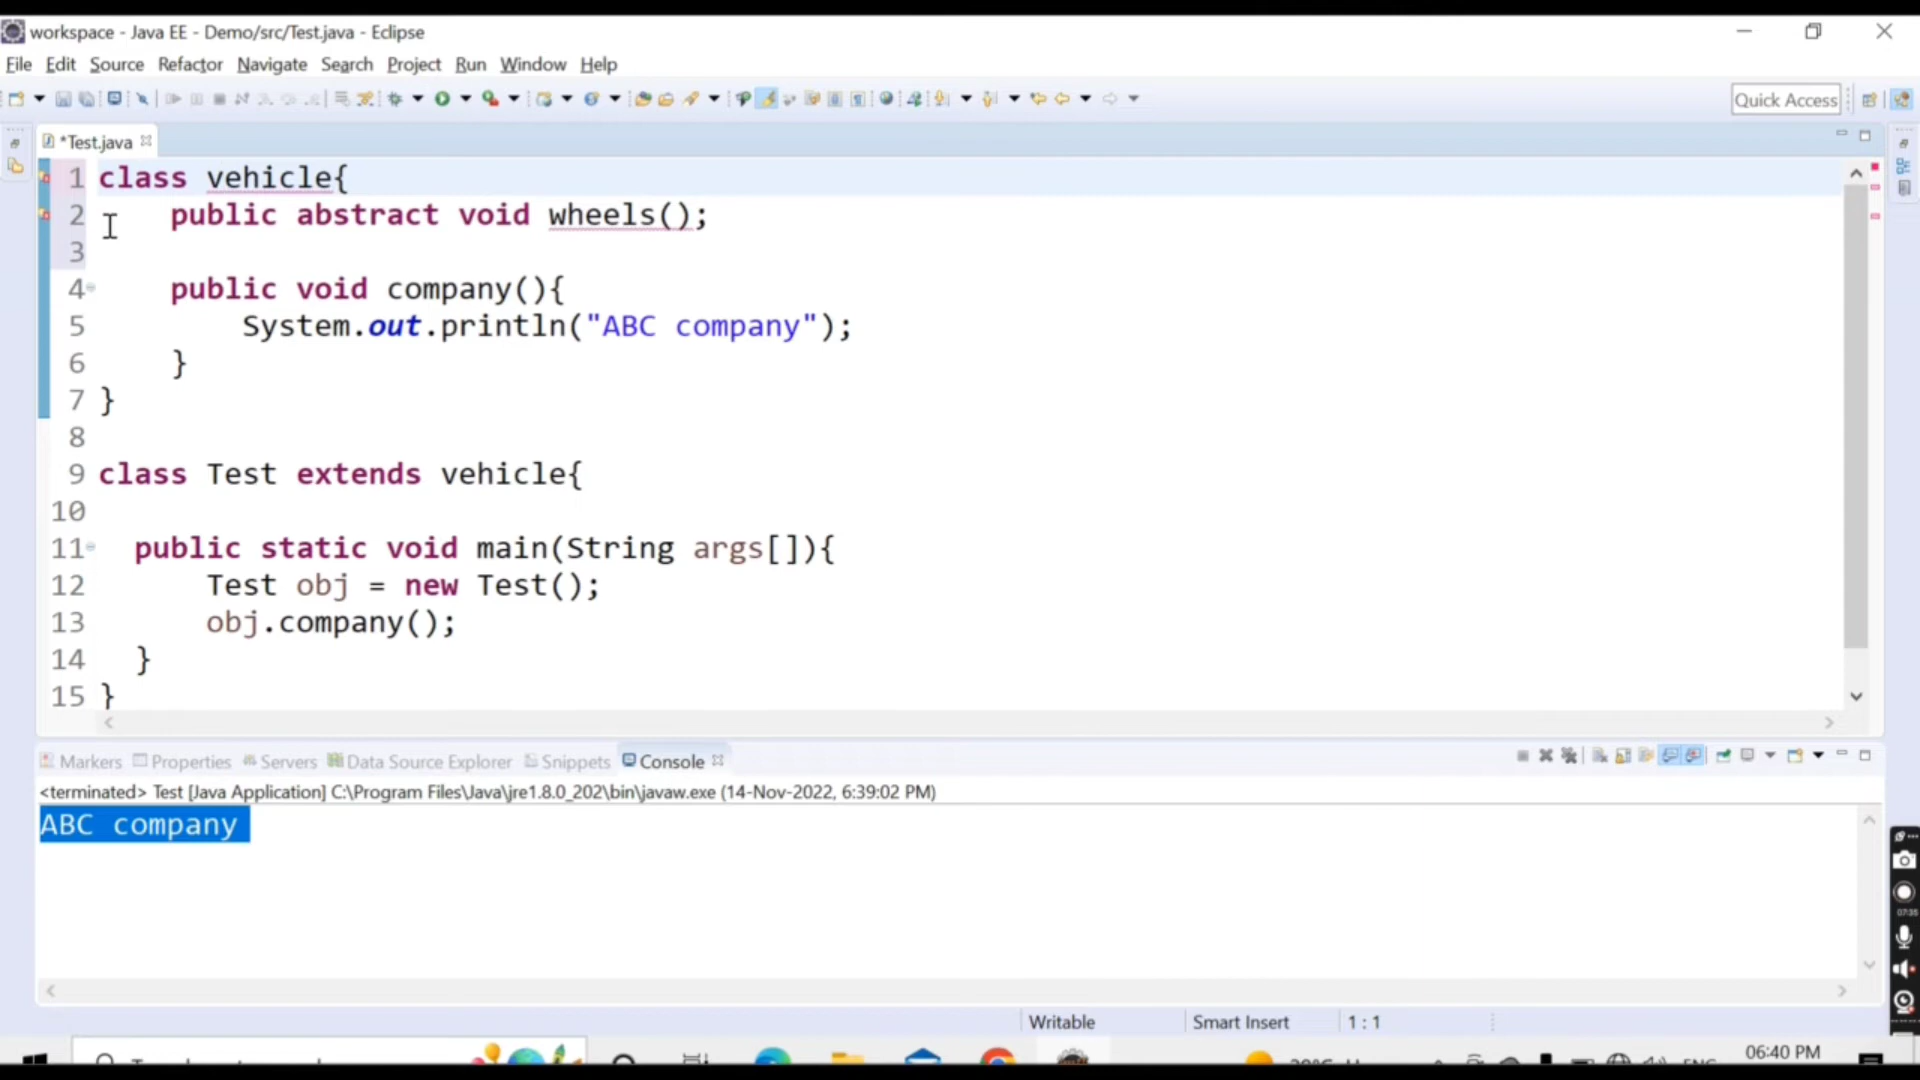 workspace - Java EE - Demo/src/Test.java - Eclipse
File Edit Source Refactor Navigate Search Project Run Window Help
Quick Access
*Test.java
1 class vehicle{
2 public abstract void wheels();
3
4 public void company(){
5 System.out.println("ABC company");
6 }
7 }
8
9 class Test extends vehicle{
10
11 public static void main(String args[]){
12 Test obj = new Test();
13 obj.company();
14 }
15 }
Markers Properties Servers Data Source Explorer Snippets Console
<terminated> Test [Java Application] C:\Program Files\Java\jre1.8.0_202\bin\javaw.exe (14-Nov-2022, 6:39:02 PM)
ABC company
07:35
Writable Smart Insert 1 : 1
06:40 PM